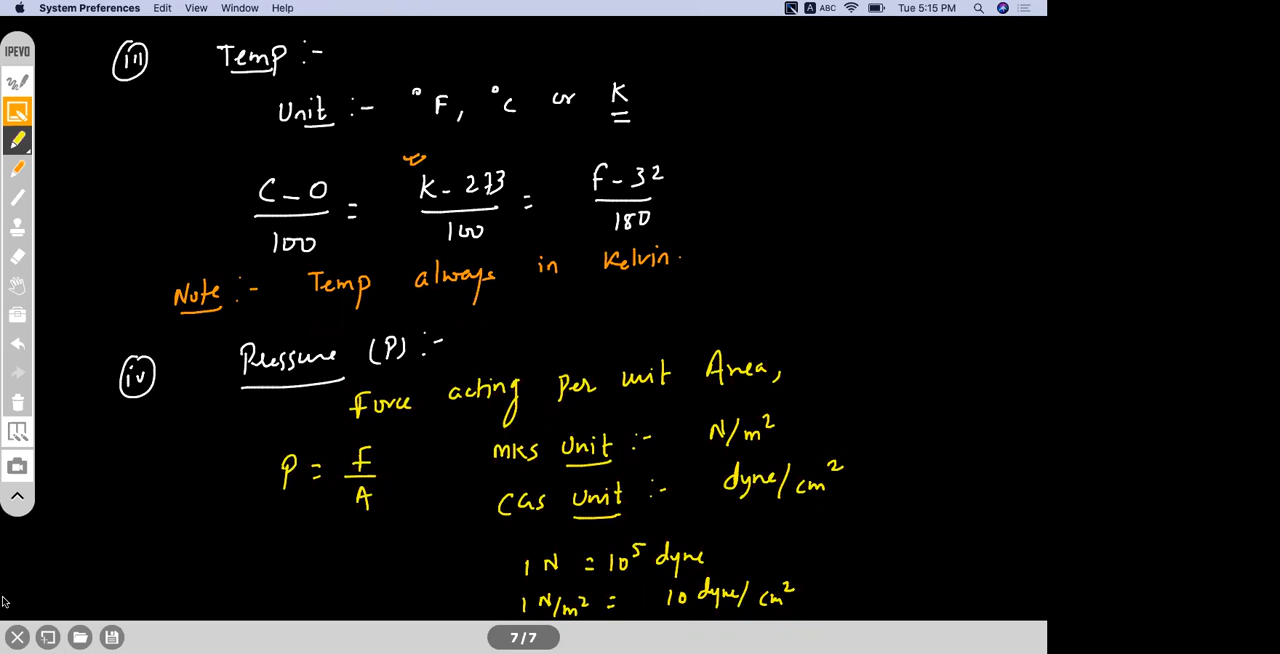 System Preferences Edit View Window Help A ABC Tue 5:15 PM
IPEVO
(iii) Temp :-
Unit :- °F, °C or K
C - 0 / 100 = K - 273 / 100 = F - 32 / 180
Note :- Temp always in Kelvin.
(iv) Pressure (P) :-
Force acting per unit Area,
P = F / A
MKS Unit :- N/m²
CGS Unit :- dyne/cm²
1 N = 10⁵ dyne
1 N/m² = 10 dyne/cm²
7/7